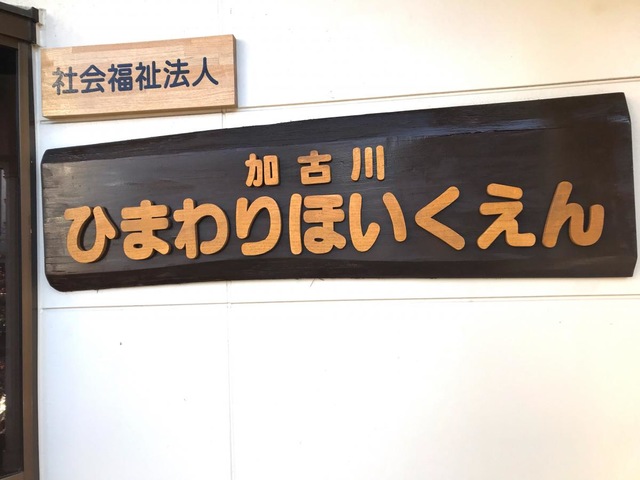 社会福祉法人
加古川
ひまわりほいくえん